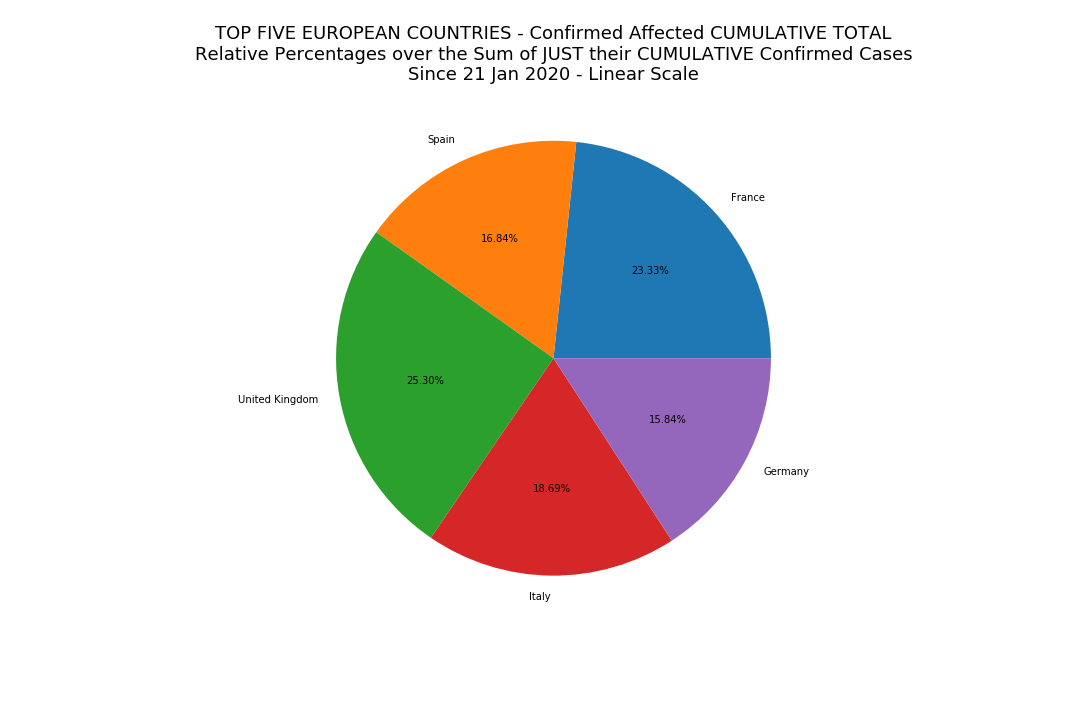 TOP FIVE EUROPEAN COUNTRIES - Confirmed Affected CUMULATIVE TOTAL
Relative Percentages over the Sum of JUST their CUMULATIVE Confirmed Cases
Since 21 Jan 2020 - Linear Scale
Spain
France
16.84%
23.33%
25.30%
United Kingdom
15.84%
Germany
18.69%
Italy